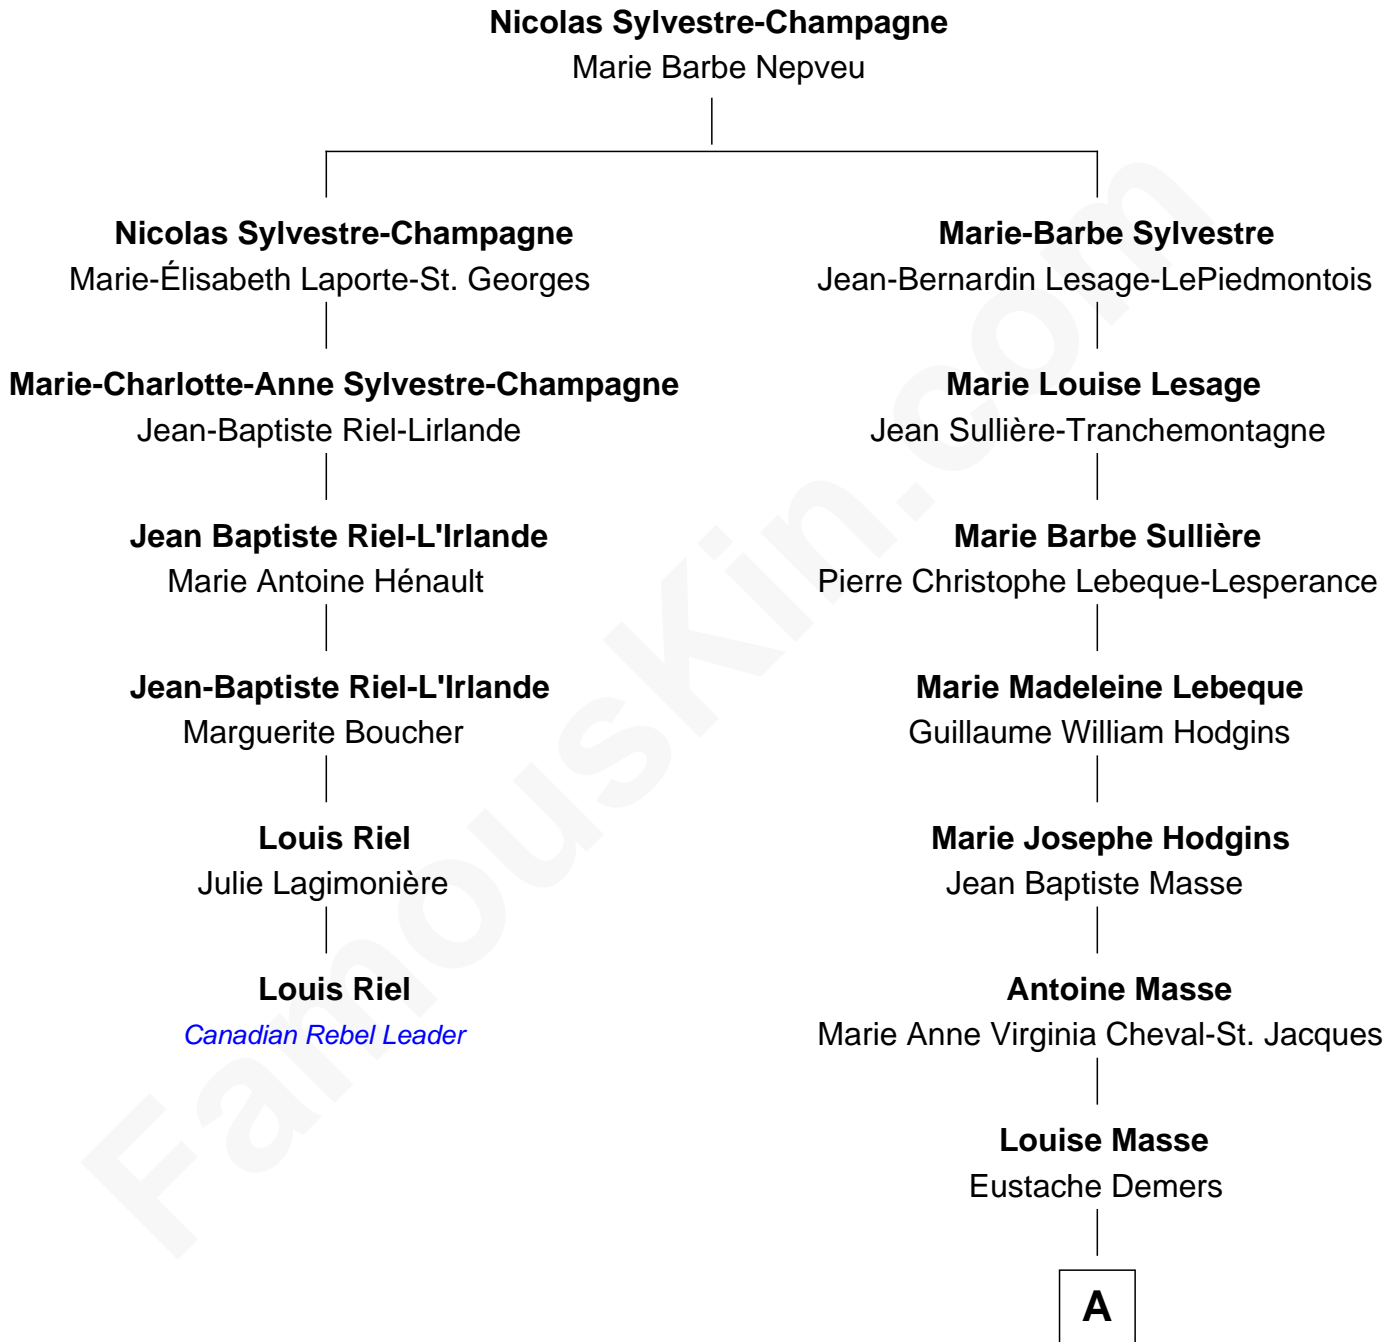 Nicolas Sylvestre-Champagne
Marie Barbe Nepveu
Nicolas Sylvestre-Champagne
Marie-Élisabeth Laporte-St. Georges
Marie-Barbe Sylvestre
Jean-Bernardin Lesage-LePiedmontois
Marie-Charlotte-Anne Sylvestre-Champagne
Jean-Baptiste Riel-Lirlande
Marie Louise Lesage
Jean Sullière-Tranchemontagne
Jean Baptiste Riel-L'Irlande
Marie Antoine Hénault
Marie Barbe Sullière
Pierre Christophe Lebeque-Lesperance
Jean-Baptiste Riel-L'Irlande
Marguerite Boucher
Marie Madeleine Lebeque
Guillaume William Hodgins
Louis Riel
Julie Lagimonière
Marie Josephe Hodgins
Jean Baptiste Masse
Louis Riel
Canadian Rebel Leader
Antoine Masse
Marie Anne Virginia Cheval-St. Jacques
Louise Masse
Eustache Demers
A
FamousKin.com